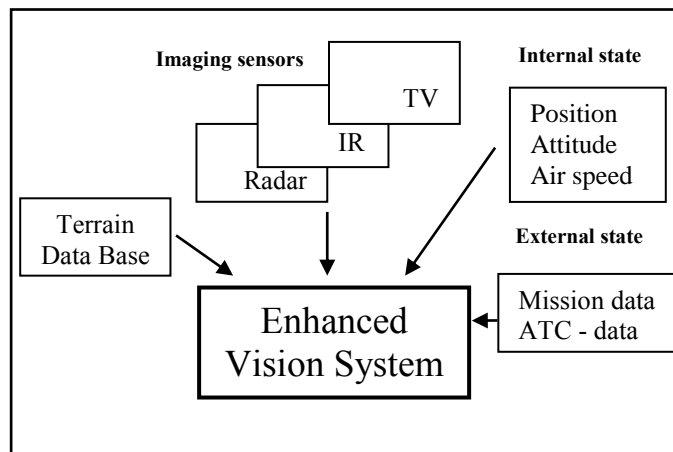 Imaging sensors
TV
IR
Radar
Internal state
Position
Attitude
Air speed
Terrain
Data Base
External state
Mission data
ATC - data
Enhanced
Vision System